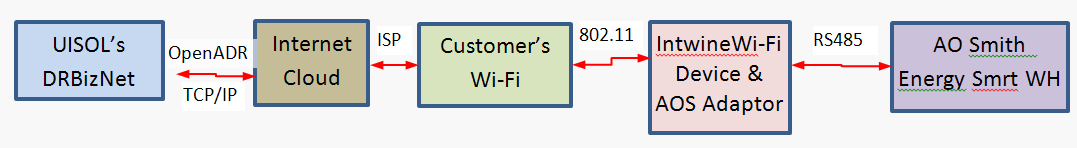 UISOL's
DRBizNet
OpenADR
TCP/IP
Internet
Cloud
ISP
Customer's
Wi-Fi
802.11
IntwineWi-Fi
Device &
AOS Adaptor
RS485
AO Smith
Energy Smrt WH